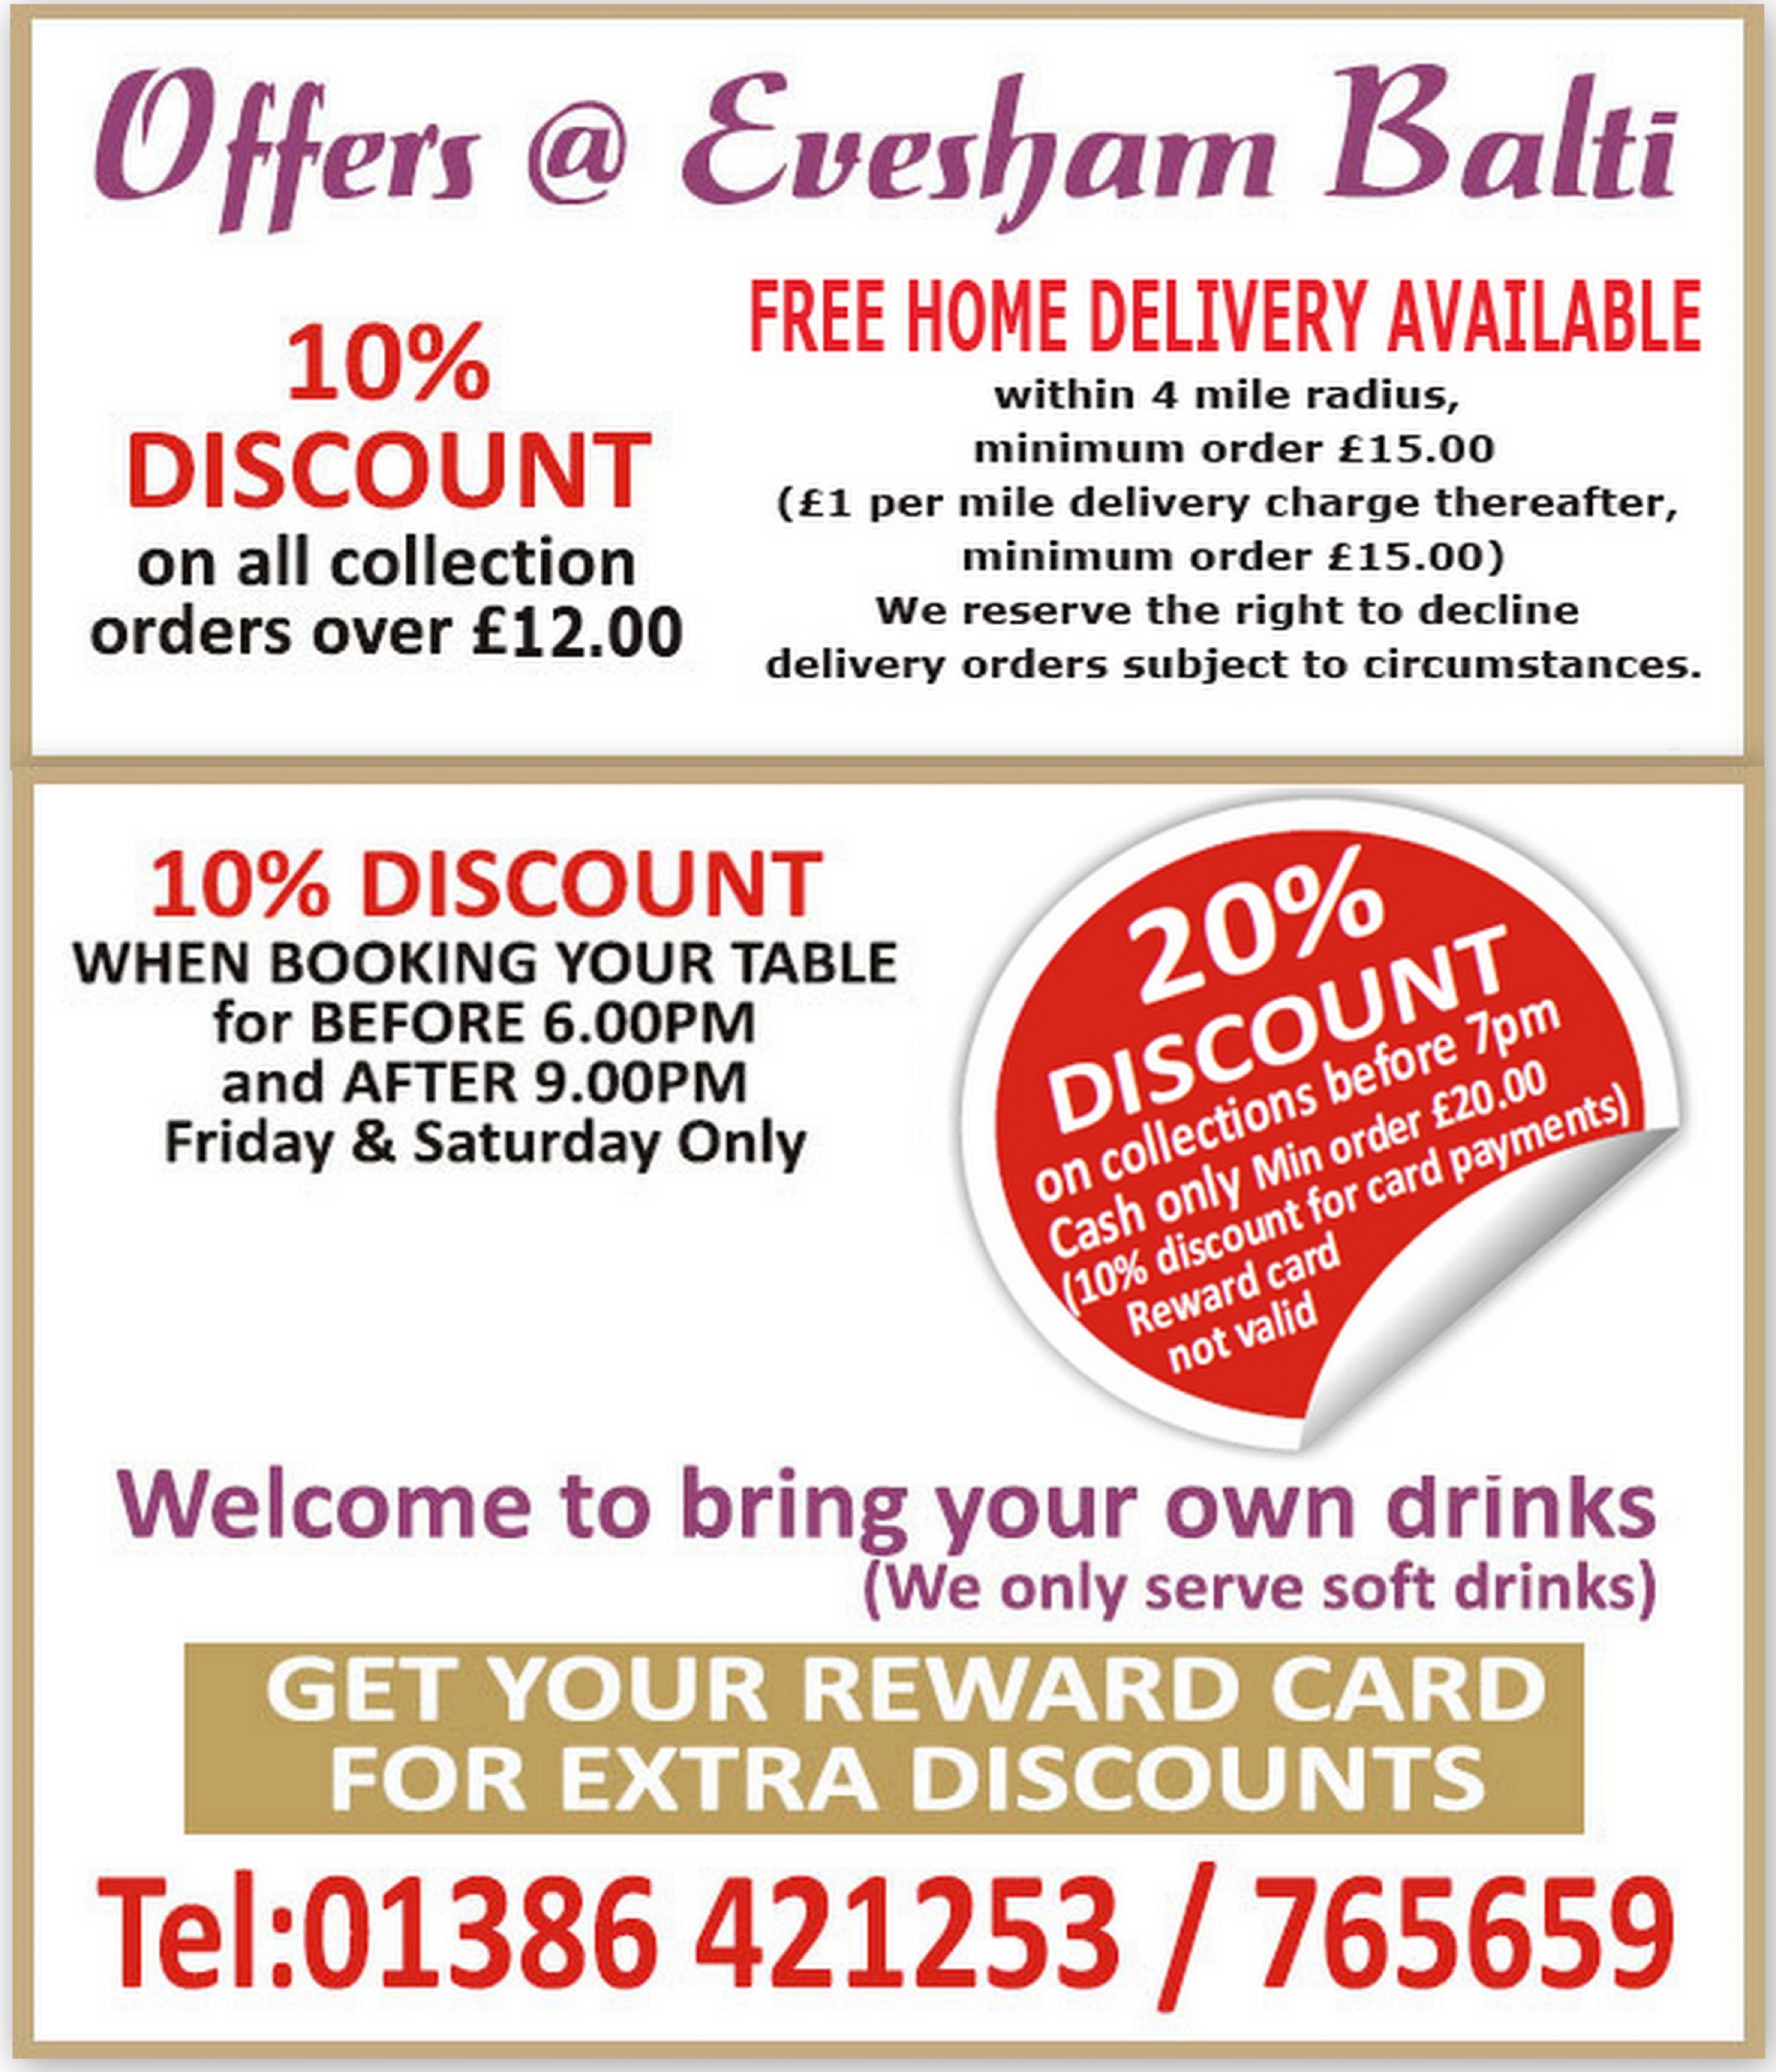 Offers @ Evesham Balti
10%
DISCOUNT
on all collection
orders over £12.00
FREE HOME DELIVERY AVAILABLE
within 4 mile radius,
minimum order £15.00
(£1 per mile delivery charge thereafter,
minimum order £15.00)
We reserve the right to decline
delivery orders subject to circumstances.
10% DISCOUNT
WHEN BOOKING YOUR TABLE
for BEFORE 6.00PM
and AFTER 9.00PM
Friday & Saturday Only
20%
DISCOUNT
on collections before 7pm
Cash only Min order £20.00
(10% discount for card payments)
Reward card
not valid
Welcome to bring your own drinks
(We only serve soft drinks)
GET YOUR REWARD CARD
FOR EXTRA DISCOUNTS
Tel:01386 421253 / 765659